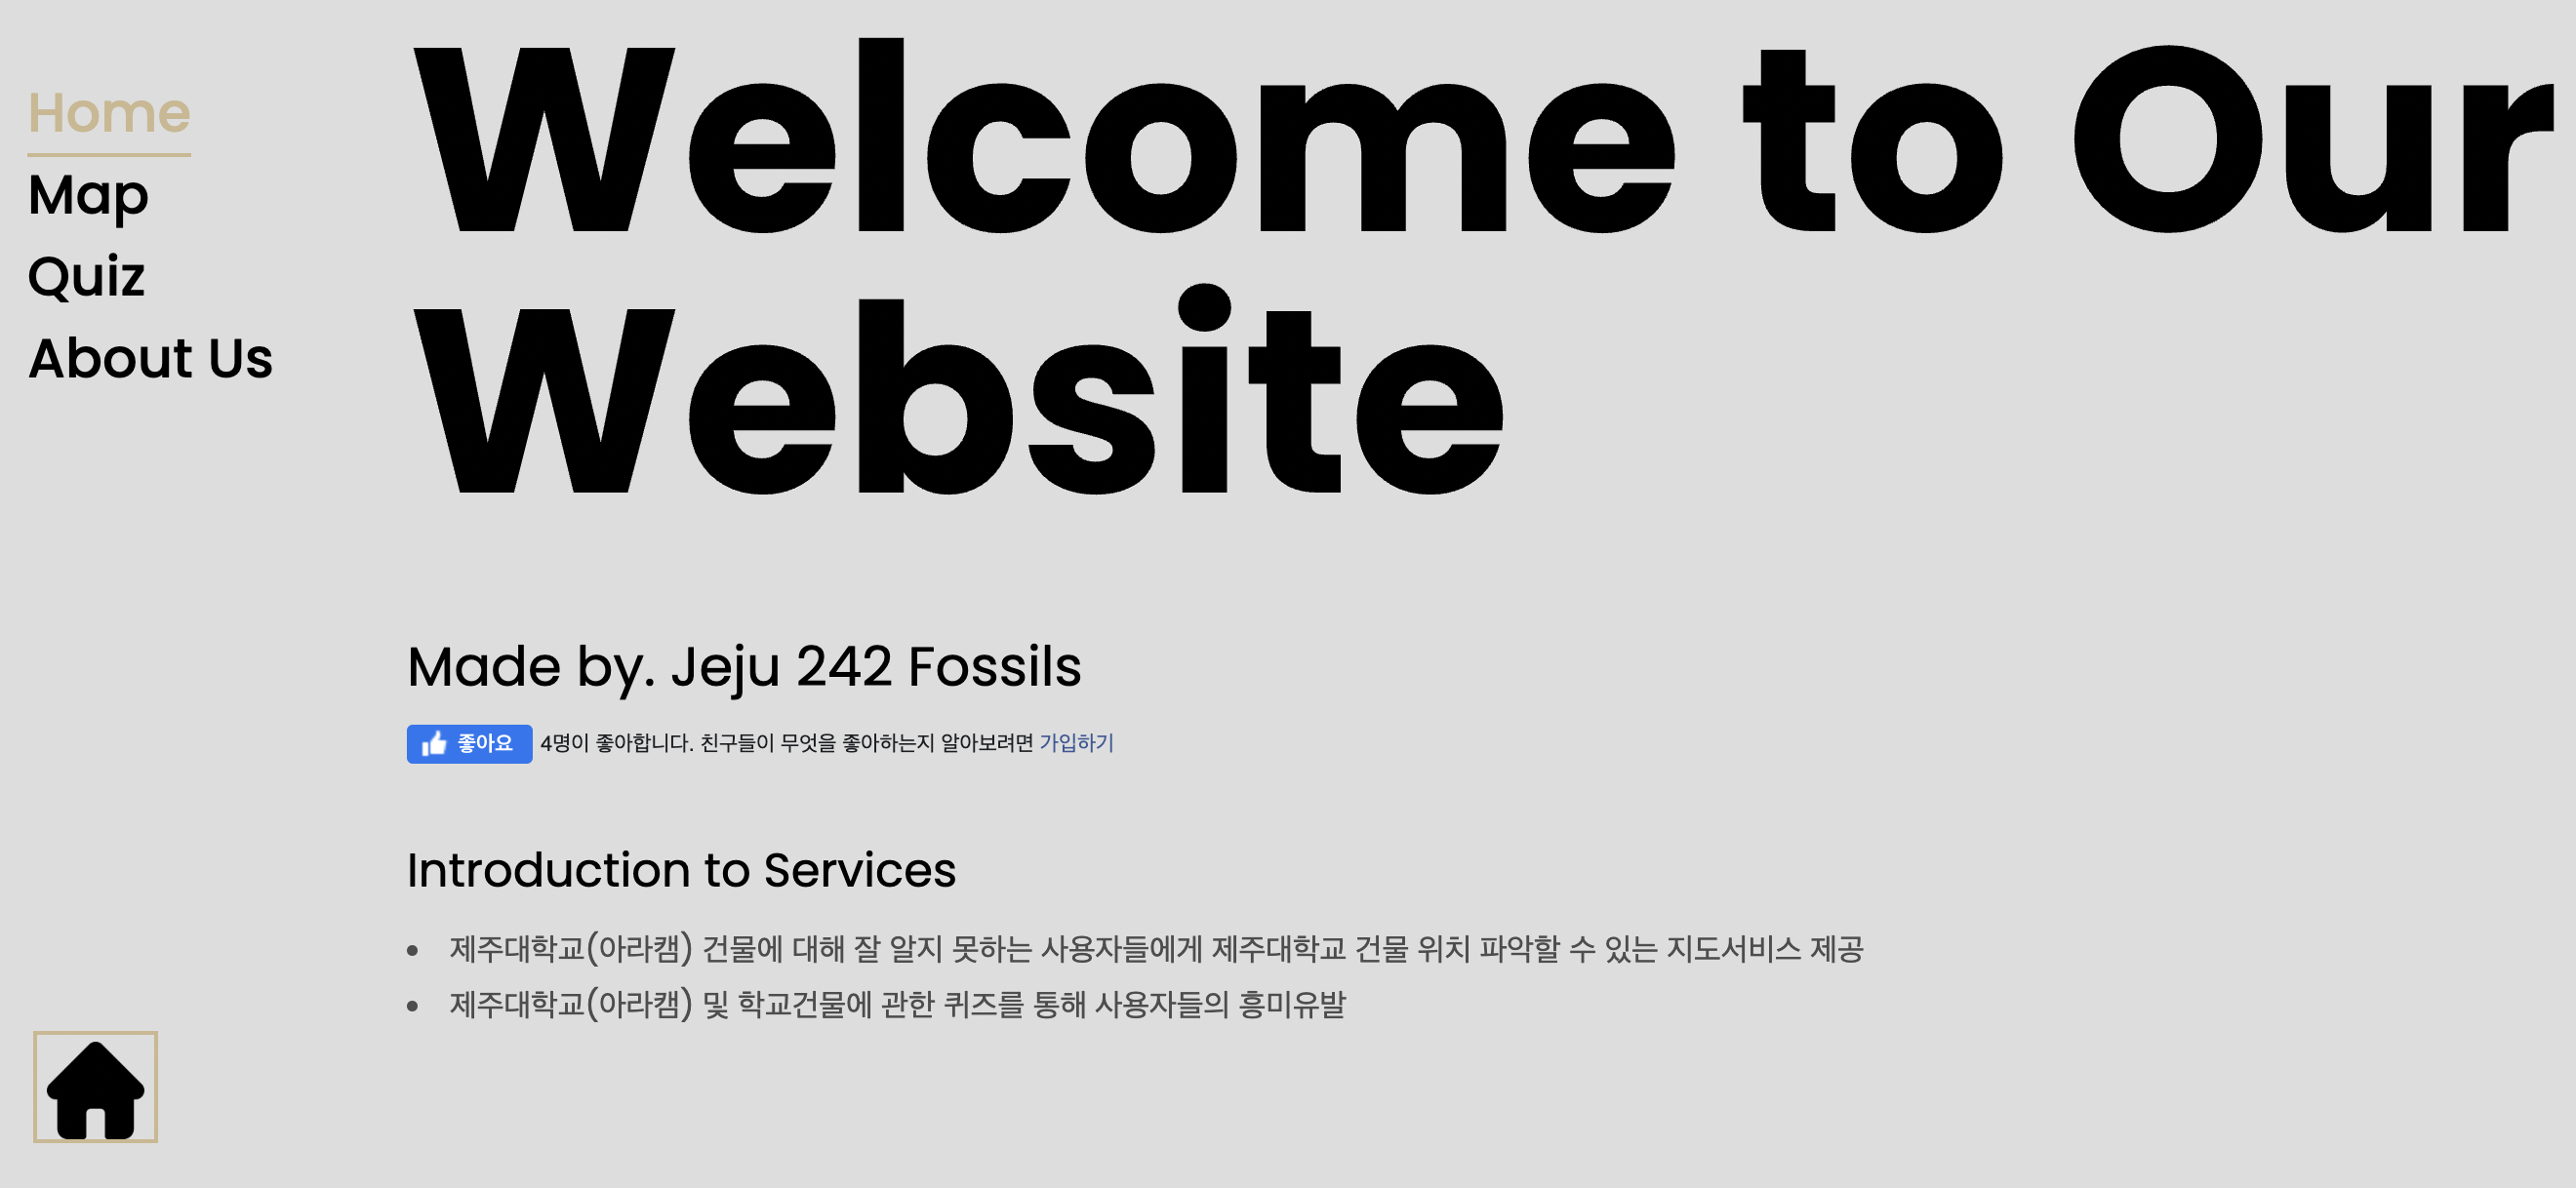 Home
Map
Quiz
About Us
Welcome to Our
Website
Made by. Jeju 242 Fossils
좋아요 4명이 좋아합니다. 친구들이 무엇을 좋아하는지 알아보려면 가입하기
Introduction to Services
• 제주대학교(아라캠) 건물에 대해 잘 알지 못하는 사용자들에게 제주대학교 건물 위치 파악할 수 있는 지도서비스 제공
• 제주대학교(아라캠) 및 학교건물에 관한 퀴즈를 통해 사용자들의 흥미유발